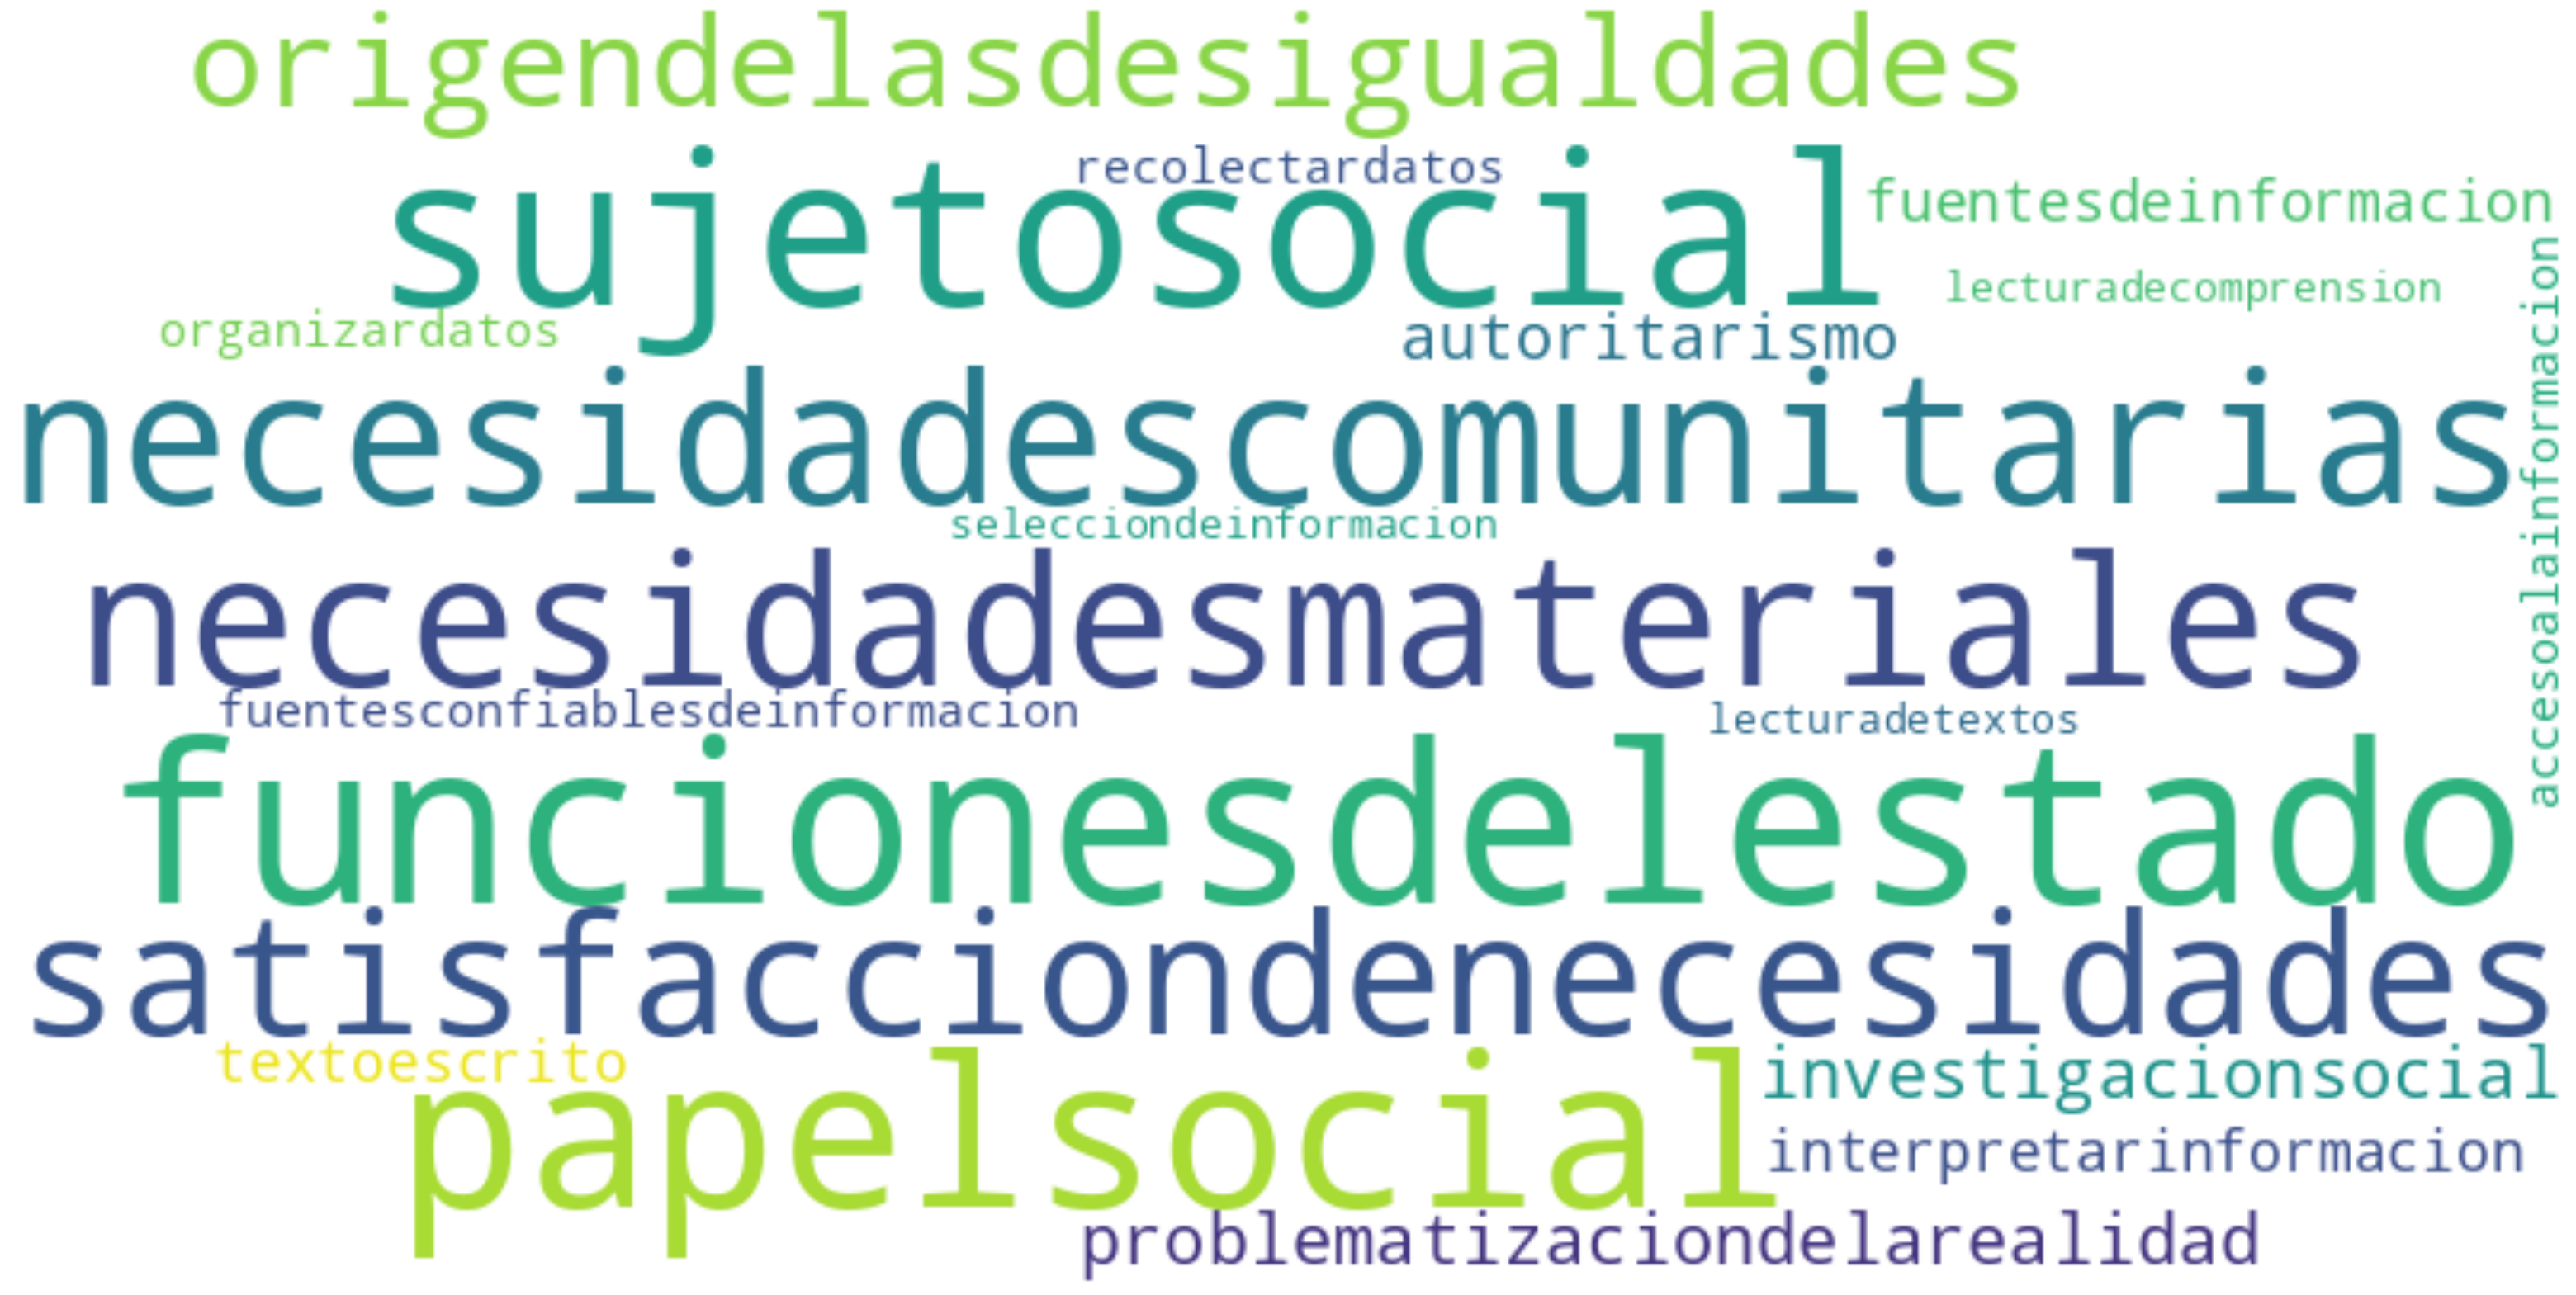 origendelasdesigualdades
recolectardatos
sujetosocial
fuentesdeinformacion
lecturadecomprension
organizardatos
autoritarismo
necesidadescomunitarias
accesoalainformacion
selecciondeinformacion
necesidadesmateriales
fuentesconfiablesdeinformacion
lecturadetextos
funcionesdelestado
satisfacciondenecesidades
textoescrito
papelsocial
investigacionsocial
interpretarinformacion
problematizaciondelarealidad